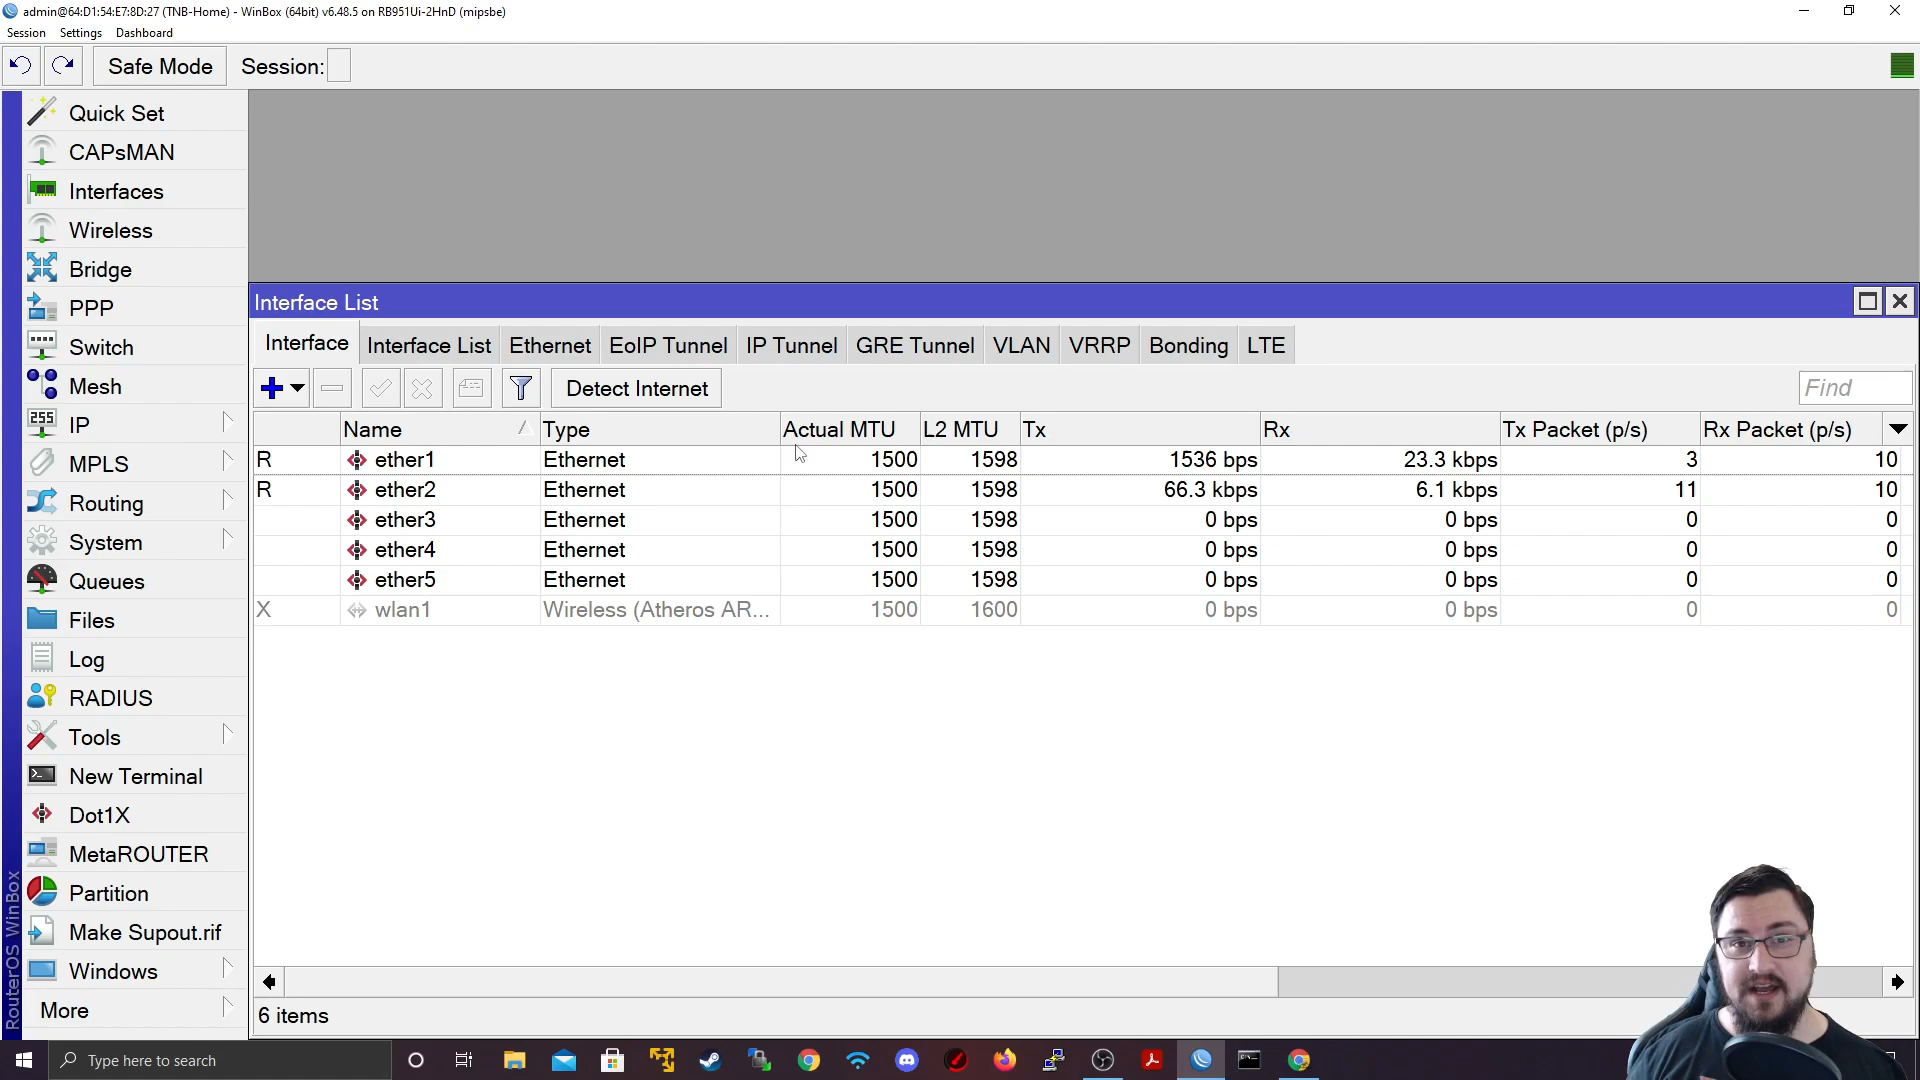 admin@64:D1:54:E7:8D:27 (TNB-Home) - WinBox (64bit) v6.48.5 on RB951Ui-2HnD (mipsbe)
Session Settings Dashboard
Safe Mode Session:
Quick Set
CAPsMAN
Interfaces
Wireless
Bridge
PPP
Switch
Mesh
255 IP
MPLS
Routing
System
Queues
Files
Log
RADIUS
Tools
New Terminal
Dot1X
MetaROUTER
Partition
Make Supout.rif
Windows
More
RouterOS WinBox
Interface List
Interface Interface List Ethernet EoIP Tunnel IP Tunnel GRE Tunnel VLAN VRRP Bonding LTE
Detect Internet Find
Name Type Actual MTU L2 MTU Tx Rx Tx Packet (p/s) Rx Packet (p/s)
R ether1 Ethernet 1500 1598 1536 bps 23.3 kbps 3 10
R ether2 Ethernet 1500 1598 66.3 kbps 6.1 kbps 11 10
ether3 Ethernet 1500 1598 0 bps 0 bps 0 0
ether4 Ethernet 1500 1598 0 bps 0 bps 0 0
ether5 Ethernet 1500 1598 0 bps 0 bps 0 0
X wlan1 Wireless (Atheros AR... 1500 1600 0 bps 0 bps 0 0
6 items
Type here to search